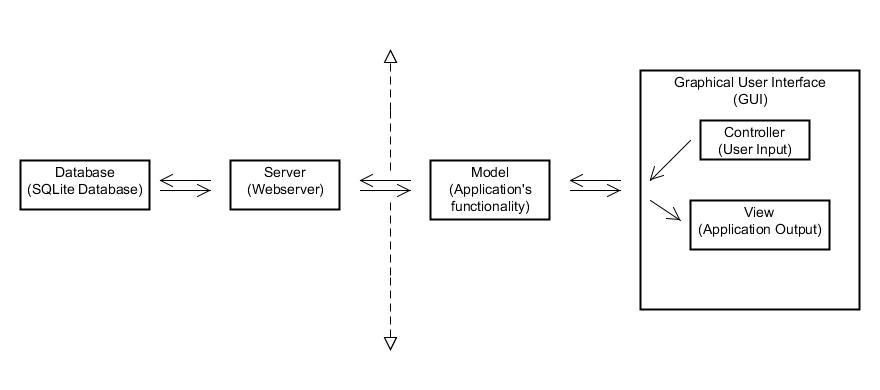 Database
(SQLite Database)
Server
(Webserver)
Model
(Application's
functionality)
Graphical User Interface
(GUI)
Controller
(User Input)
View
(Application Output)